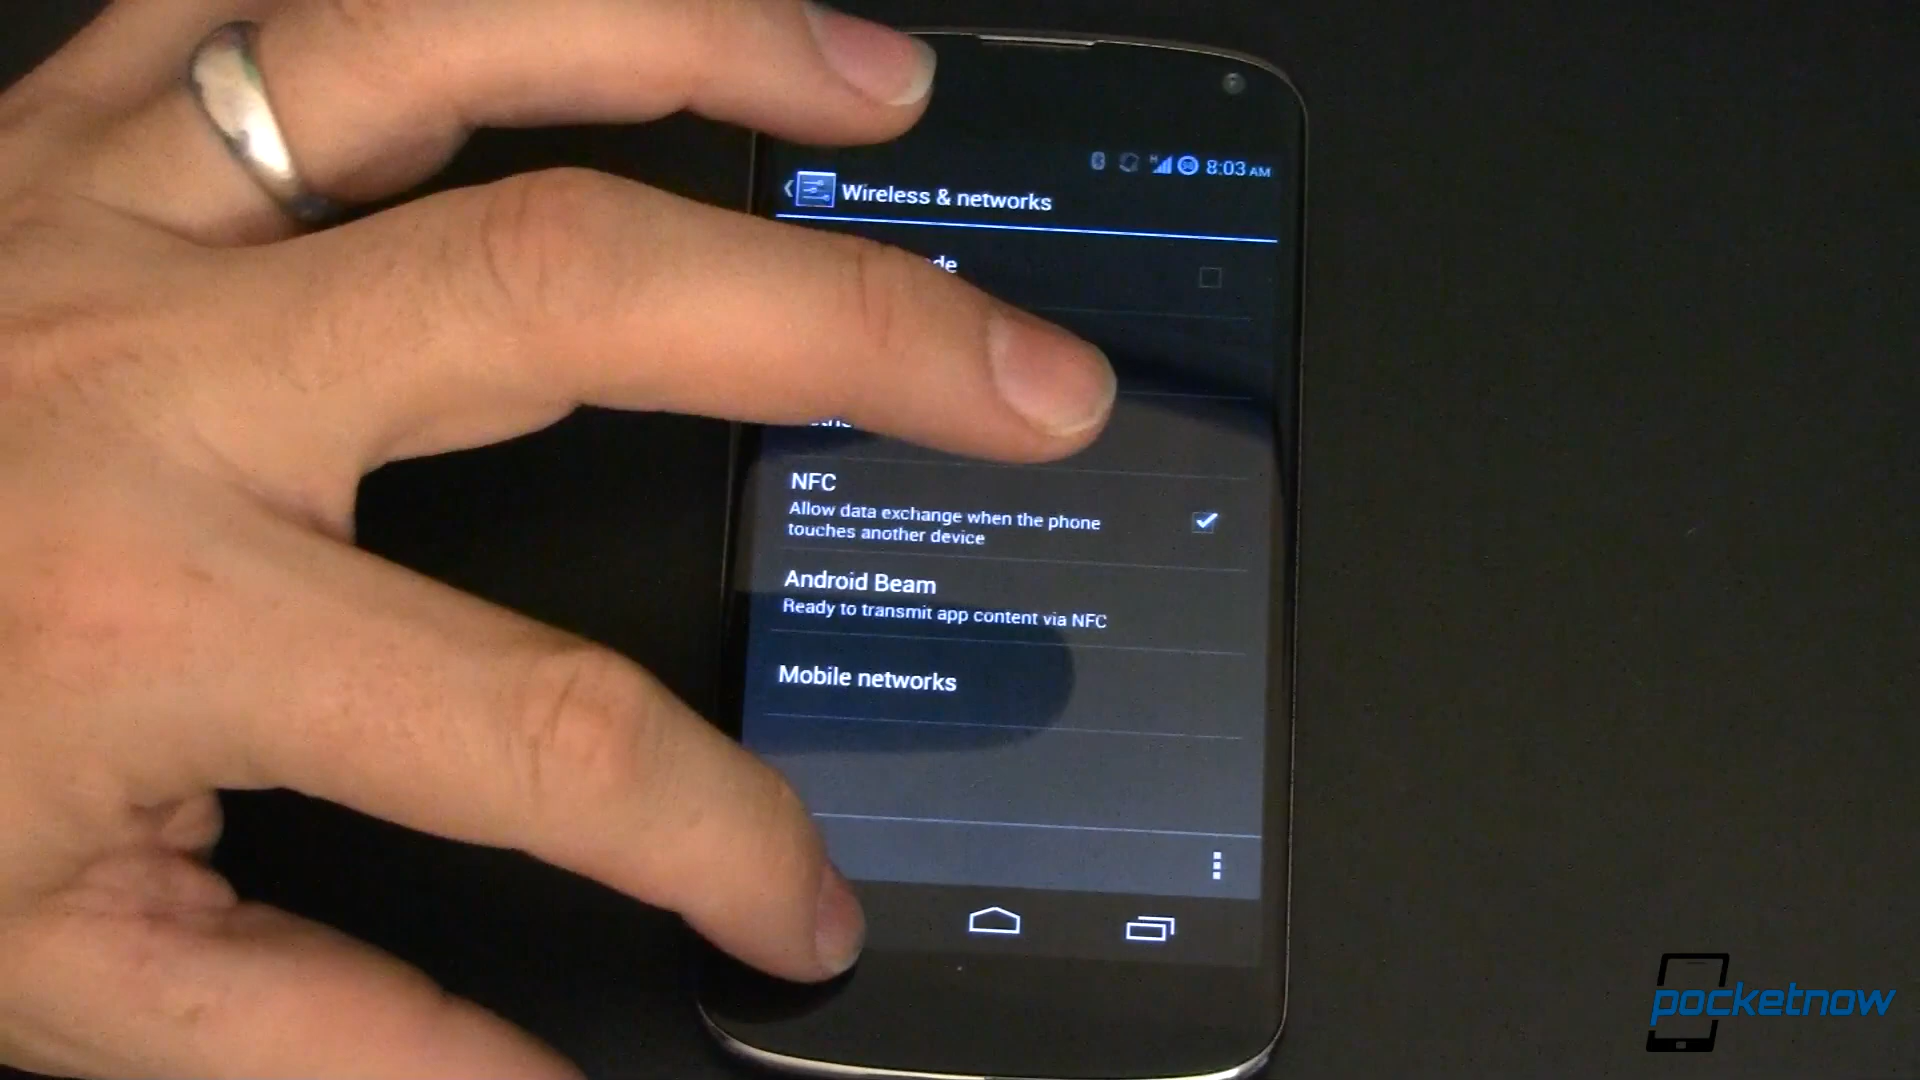 8:03 AM
Wireless & networks
NFC
Allow data exchange when the phone
touches another device
Android Beam
Ready to transmit app content via NFC
Mobile networks
pocketnow